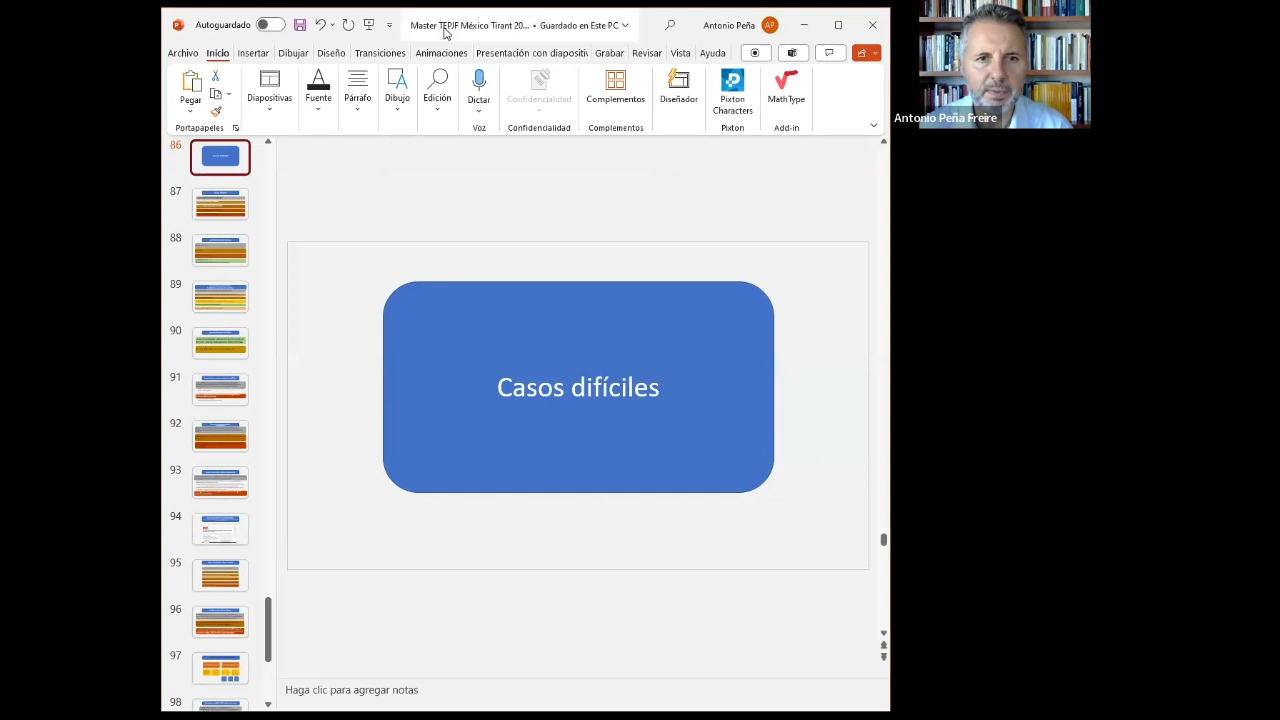 Autoguardado
Master TEPJF México Tirant 20... • Guardado en Este PC
Antonio Peña
AP
Archivo Inicio Insertar Dibujar Diseño Transiciones Animaciones Presentación con diapositiv Grabar Revisar Vista Ayuda
Pegar
Diapositivas
Fuente
Párrafo
Dibujo
Edición
Dictar
Confidencialidad
Complementos
Diseñador
Pixton
Characters
MathType
Portapapeles
Voz
Confidencialidad
Complementos
Pixton
Add-in
Antonio Peña Freire
86
87
88
89
90
91
92
93
94
95
96
97
98
Casos difíciles
Haga clic para agregar notas